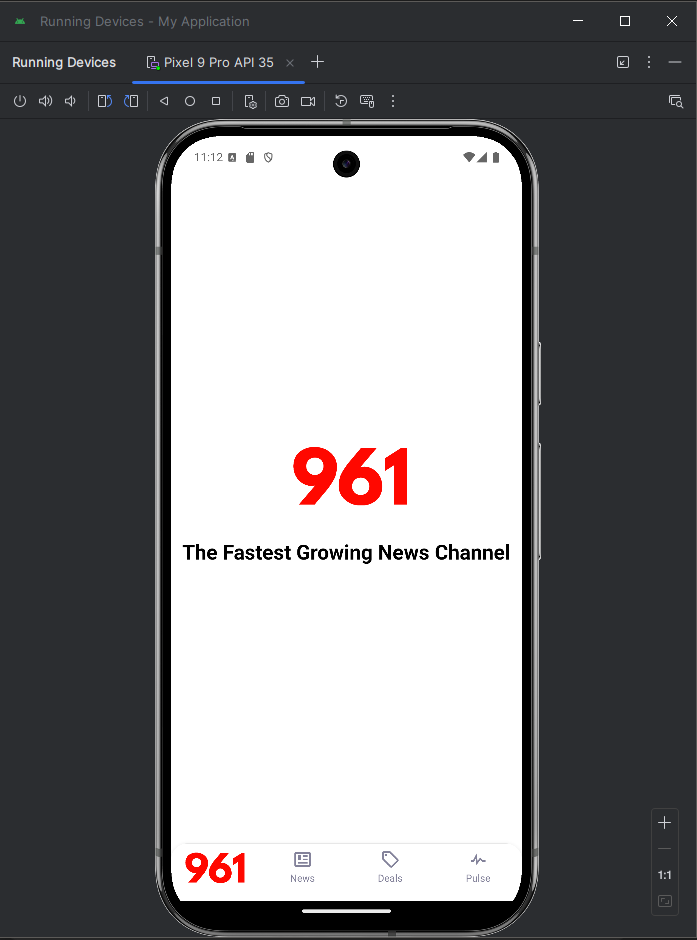 Running Devices - My Application
Running Devices
Pixel 9 Pro API 35
11:12
961
The Fastest Growing News Channel
961
News
Deals
Pulse
1:1